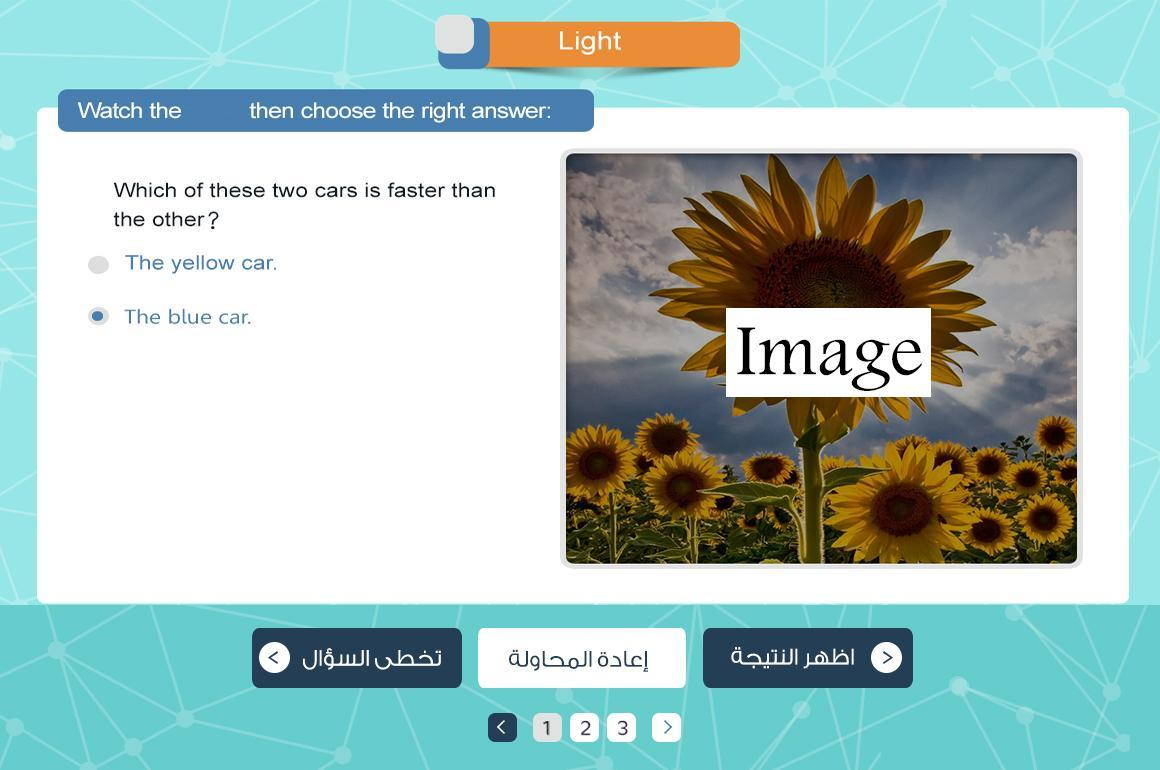 Light
Watch the then choose the right answer:
Which of these two cars is faster than
the other?
The yellow car.
The blue car.
Image
اظهر النتيجة >
إعادة المحاولة
تخطى السؤال <
< 1 2 3 >